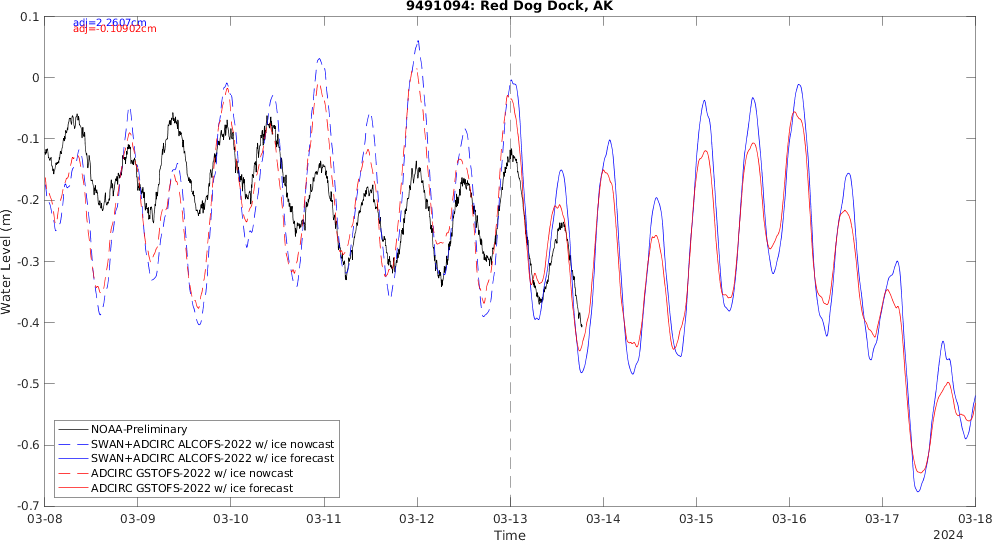 9491094: Red Dog Dock, AK
adj=2.2607cm
adj=-0.10902cm
0.1
0
-0.1
-0.2
-0.3
-0.4
-0.5
-0.6
-0.7
Water Level (m)
NOAA-Preliminary
SWAN+ADCIRC ALCOFS-2022 w/ ice nowcast
SWAN+ADCIRC ALCOFS-2022 w/ ice forecast
ADCIRC GSTOFS-2022 w/ ice nowcast
ADCIRC GSTOFS-2022 w/ ice forecast
03-08 03-09 03-10 03-11 03-12 03-13 03-14 03-15 03-16 03-17 03-18
Time
2024